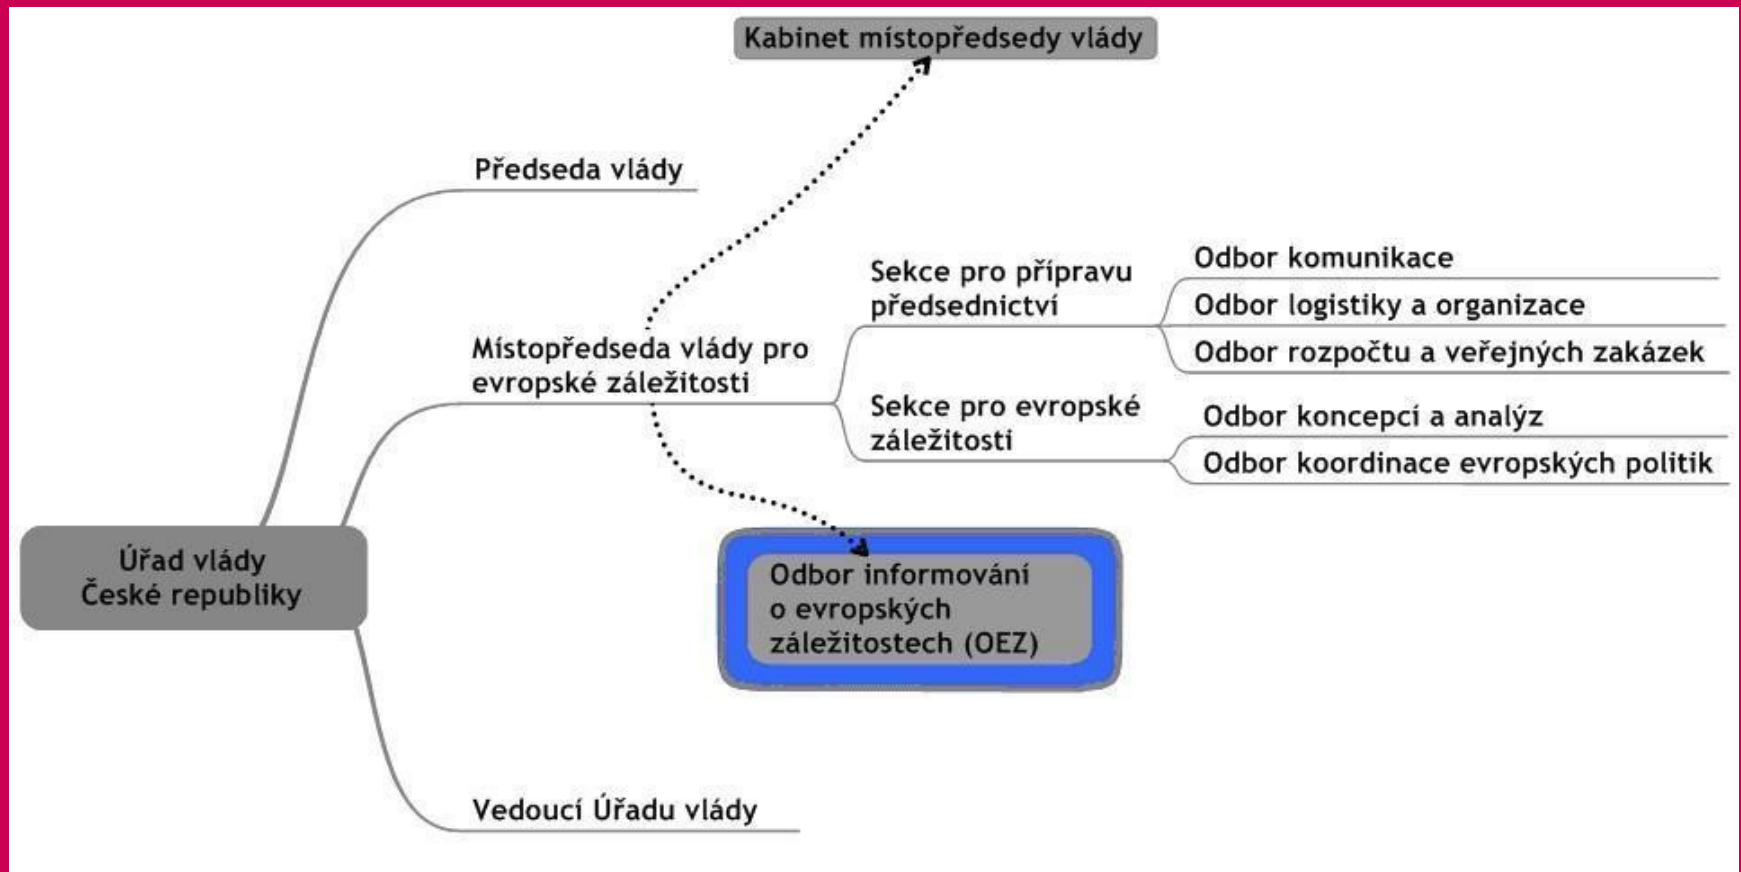 Kabinet místopředsedy vlády
Předseda vlády
Sekce pro přípravu
předsednictví
Odbor komunikace
Odbor logistiky a organizace
Odbor rozpočtu a veřejných zakázek
Místopředseda vlády pro
evropské záležitosti
Sekce pro evropské
záležitosti
Odbor koncepcí a analýz
Odbor koordinace evropských politik
Úřad vlády
České republiky
Odbor informování
o evropských
záležitostech (OEZ)
Vedoucí Úřadu vlády